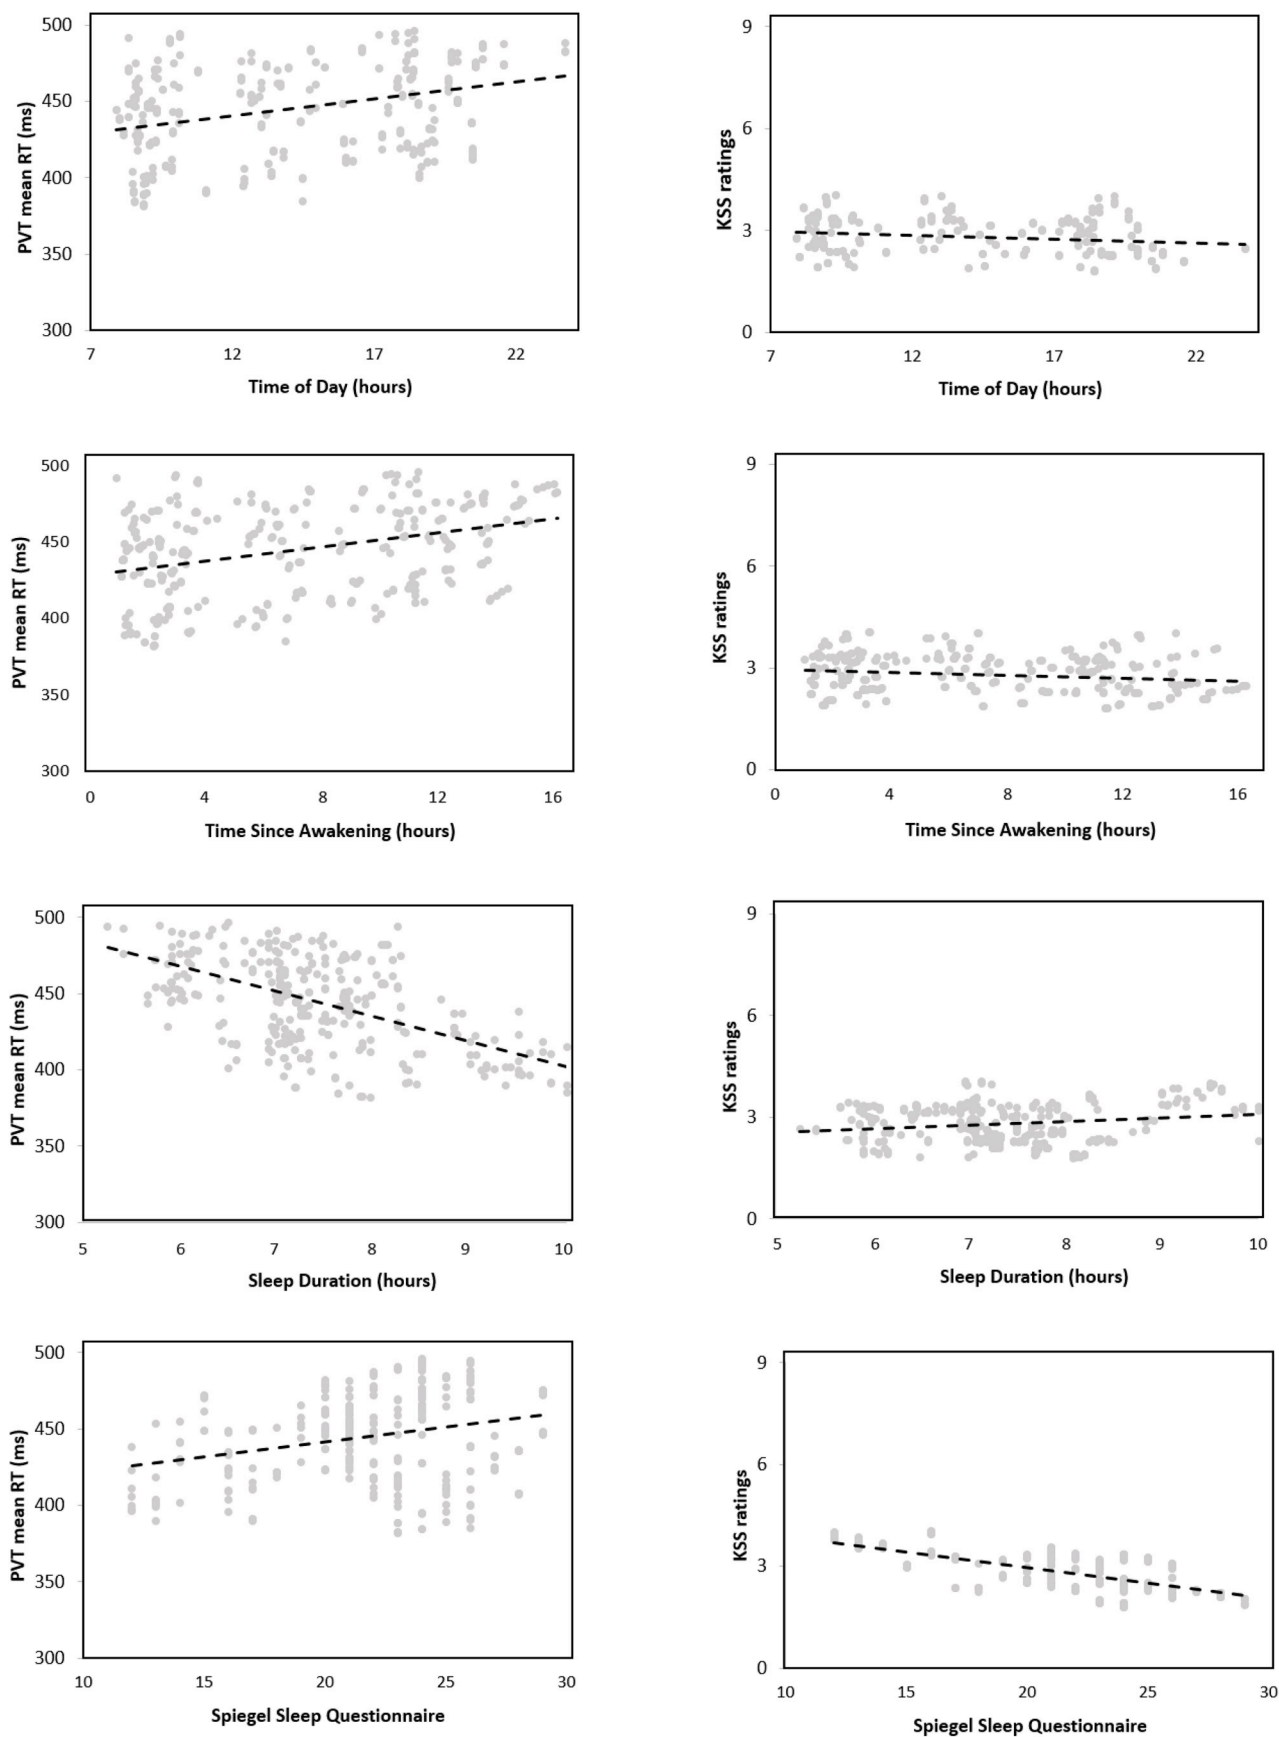 500
450
400
350
300
PVT mean RT (ms)
7 12 17 22
Time of Day (hours)
9
6
3
0
KSS ratings
7 12 17 22
Time of Day (hours)
500
450
400
350
300
PVT mean RT (ms)
0 4 8 12 16
Time Since Awakening (hours)
9
6
3
0
KSS ratings
0 4 8 12 16
Time Since Awakening (hours)
500
450
400
350
300
PVT mean RT (ms)
5 6 7 8 9 10
Sleep Duration (hours)
9
6
3
0
KSS ratings
5 6 7 8 9 10
Sleep Duration (hours)
500
450
400
350
300
PVT mean RT (ms)
10 15 20 25 30
Spiegel Sleep Questionnaire
9
6
3
0
KSS ratings
10 15 20 25 30
Spiegel Sleep Questionnaire